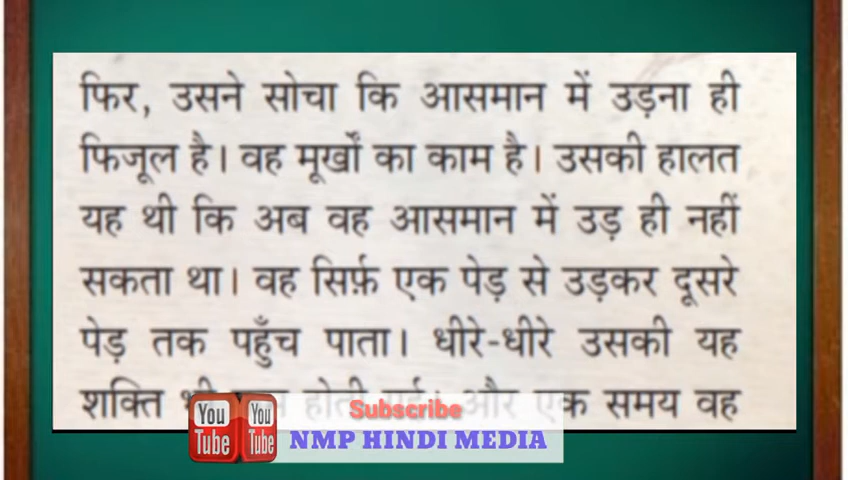 फिर, उसने सोचा कि आसमान में उड़ना ही
फिजूल है। वह मूर्खों का काम है। उसकी हालत
यह थी कि अब वह आसमान में उड़ ही नहीं
सकता था। वह सिर्फ़ एक पेड़ से उड़कर दूसरे
पेड़ तक पहुँच पाता। धीरे-धीरे उसकी यह
शक्ति होती गई। और एक समय वह
You Tube You Tube
Subscribe
NMP HINDI MEDIA